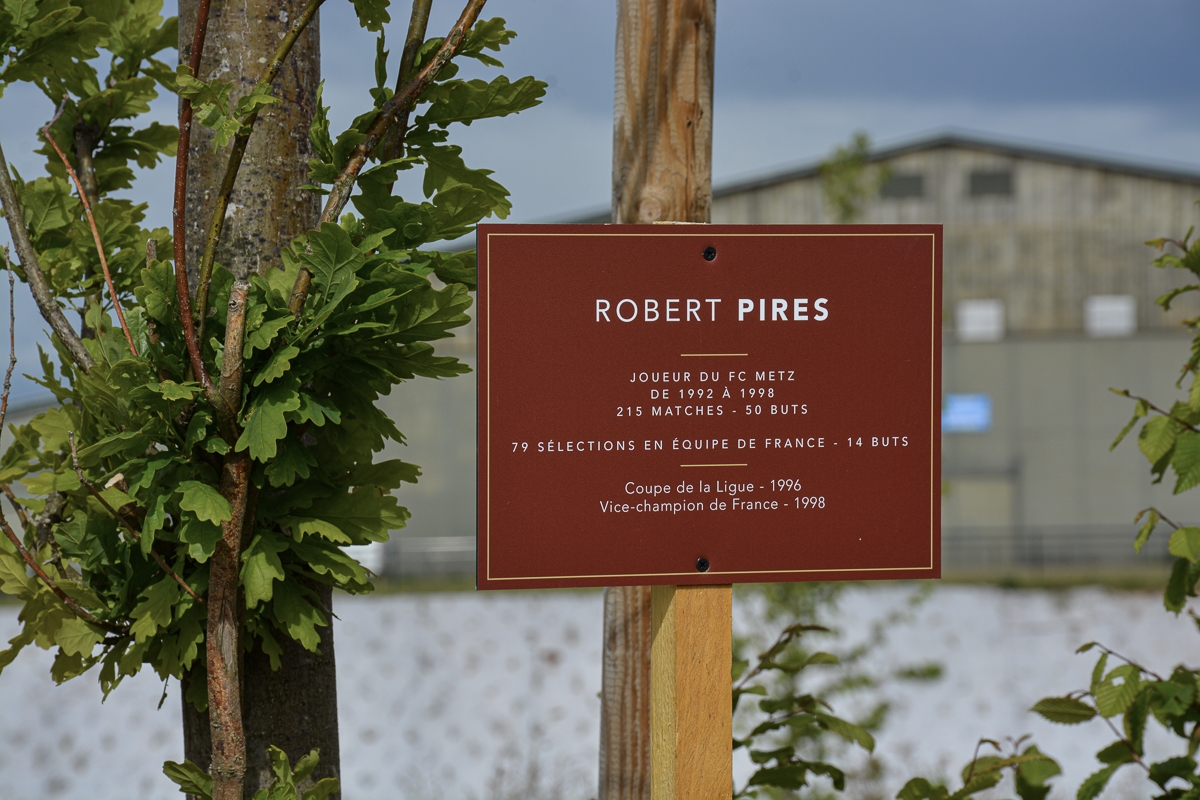 ROBERT PIRES
JOUEUR DU FC METZ
DE 1992 À 1998
215 MATCHES - 50 BUTS
79 SÉLECTIONS EN ÉQUIPE DE FRANCE - 14 BUTS
Coupe de la Ligue - 1996
Vice-champion de France - 1998